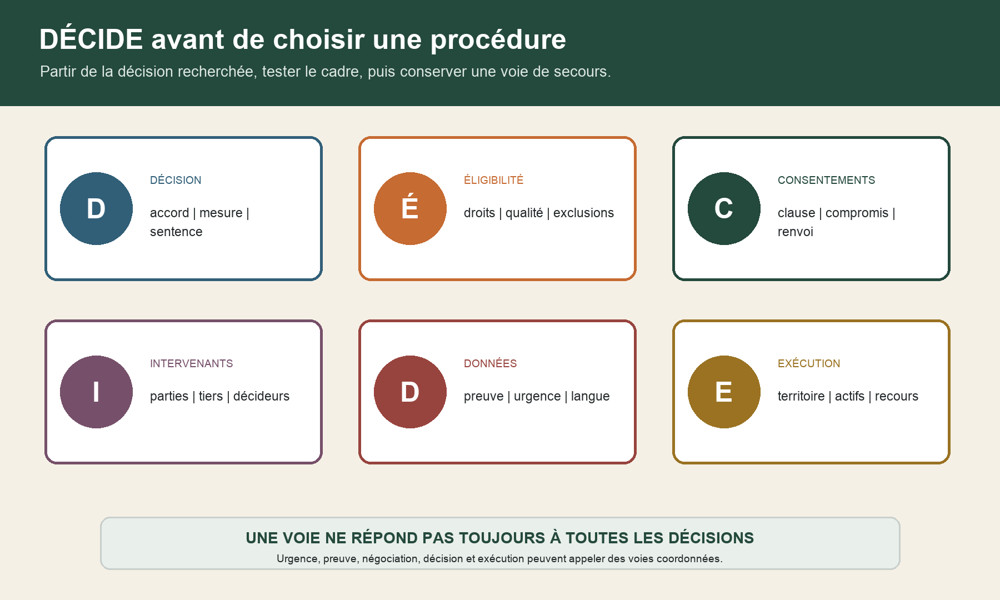 DÉCIDE avant de choisir une procédure
Partir de la décision recherchée, tester le cadre, puis conserver une voie de secours.
D
DÉCISION
accord | mesure |
sentence
É
ÉLIGIBILITÉ
droits | qualité | exclusions
C
CONSENTEMENTS
clause | compromis |
renvoi
I
INTERVENANTS
parties | tiers | décideurs
D
DONNÉES
preuve | urgence | langue
E
EXÉCUTION
territoire | actifs | recours
UNE VOIE NE RÉPOND PAS TOUJOURS À TOUTES LES DÉCISIONS
Urgence, preuve, négociation, décision et exécution peuvent appeler des voies coordonnées.